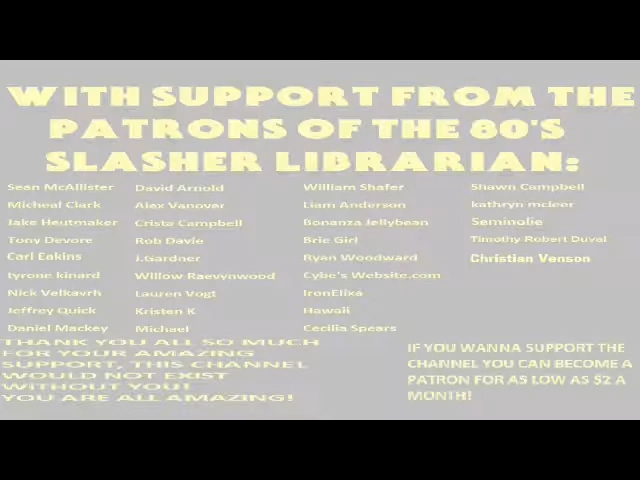 WITH SUPPORT FROM THE
PATRONS OF THE 80'S
SLASHER LIBRARIAN:
Sean McAllister
Micheal Clark
Jake Heutmaker
Tony Devore
Carl Eakins
tyrone kinard
Nick Velkavrh
Jeffrey Quick
Daniel Mackey
David Arnold
Alex Vanover
Crista Campbell
Rob Davie
J.Gardner
Willow Raevynwood
Lauren Vogt
Kristen K
Michael
William Shafer
Liam Anderson
Bonanza Jellybean
Brie Girl
Ryan Woodward
Cybe's Website.com
IronElixa
Hawaii
Cecilia Spears
Shawn Campbell
kathryn mcleer
Seminolie
Timothy Robert Duval
Christian Venson
THANK YOU ALL SO MUCH
FOR YOUR AMAZING
SUPPORT, THIS CHANNEL
WOULD NOT EXIST
WITHOUT YOU!
YOU ARE ALL AMAZING!
IF YOU WANNA SUPPORT THE
CHANNEL YOU CAN BECOME A
PATRON FOR AS LOW AS $2 A
MONTH!